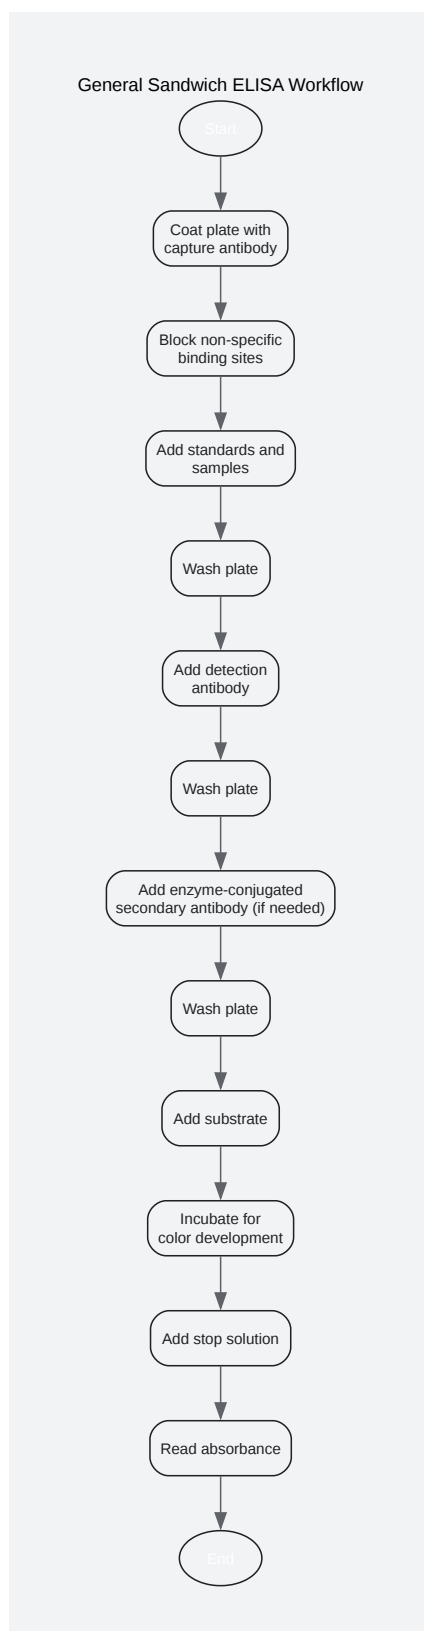 General Sandwich ELISA Workflow
Start
Coat plate with
capture antibody
Block non-specific
binding sites
Add standards and
samples
Wash plate
Add detection
antibody
Wash plate
Add enzyme-conjugated
secondary antibody (if needed)
Wash plate
Add substrate
Incubate for
color development
Add stop solution
Read absorbance
End